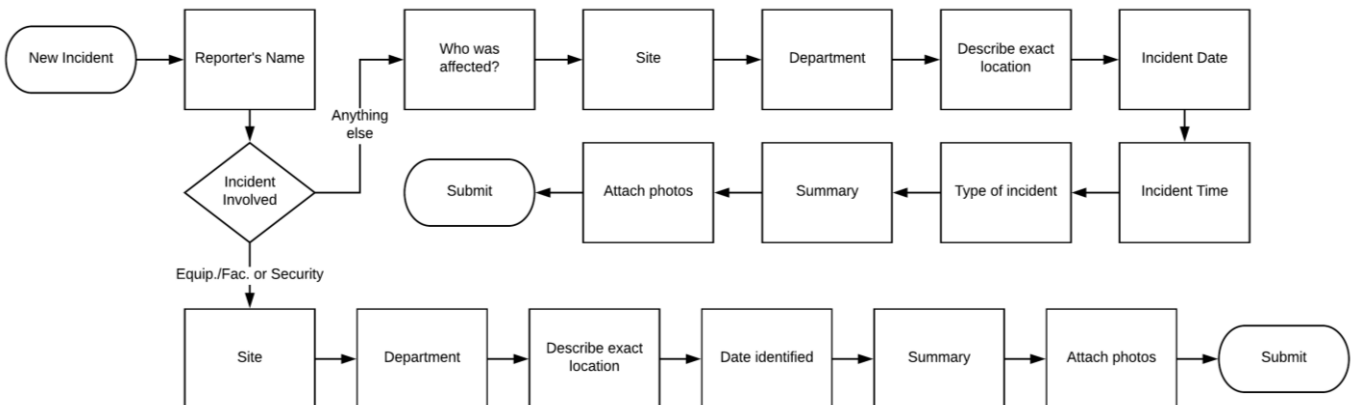 New Incident
Reporter's Name
Who was
affected?
Site
Department
Describe exact
location
Incident Date
Anything
else
Incident
Involved
Submit
Attach photos
Summary
Type of incident
Incident Time
Equip./Fac. or Security
Site
Department
Describe exact
location
Date identified
Summary
Attach photos
Submit